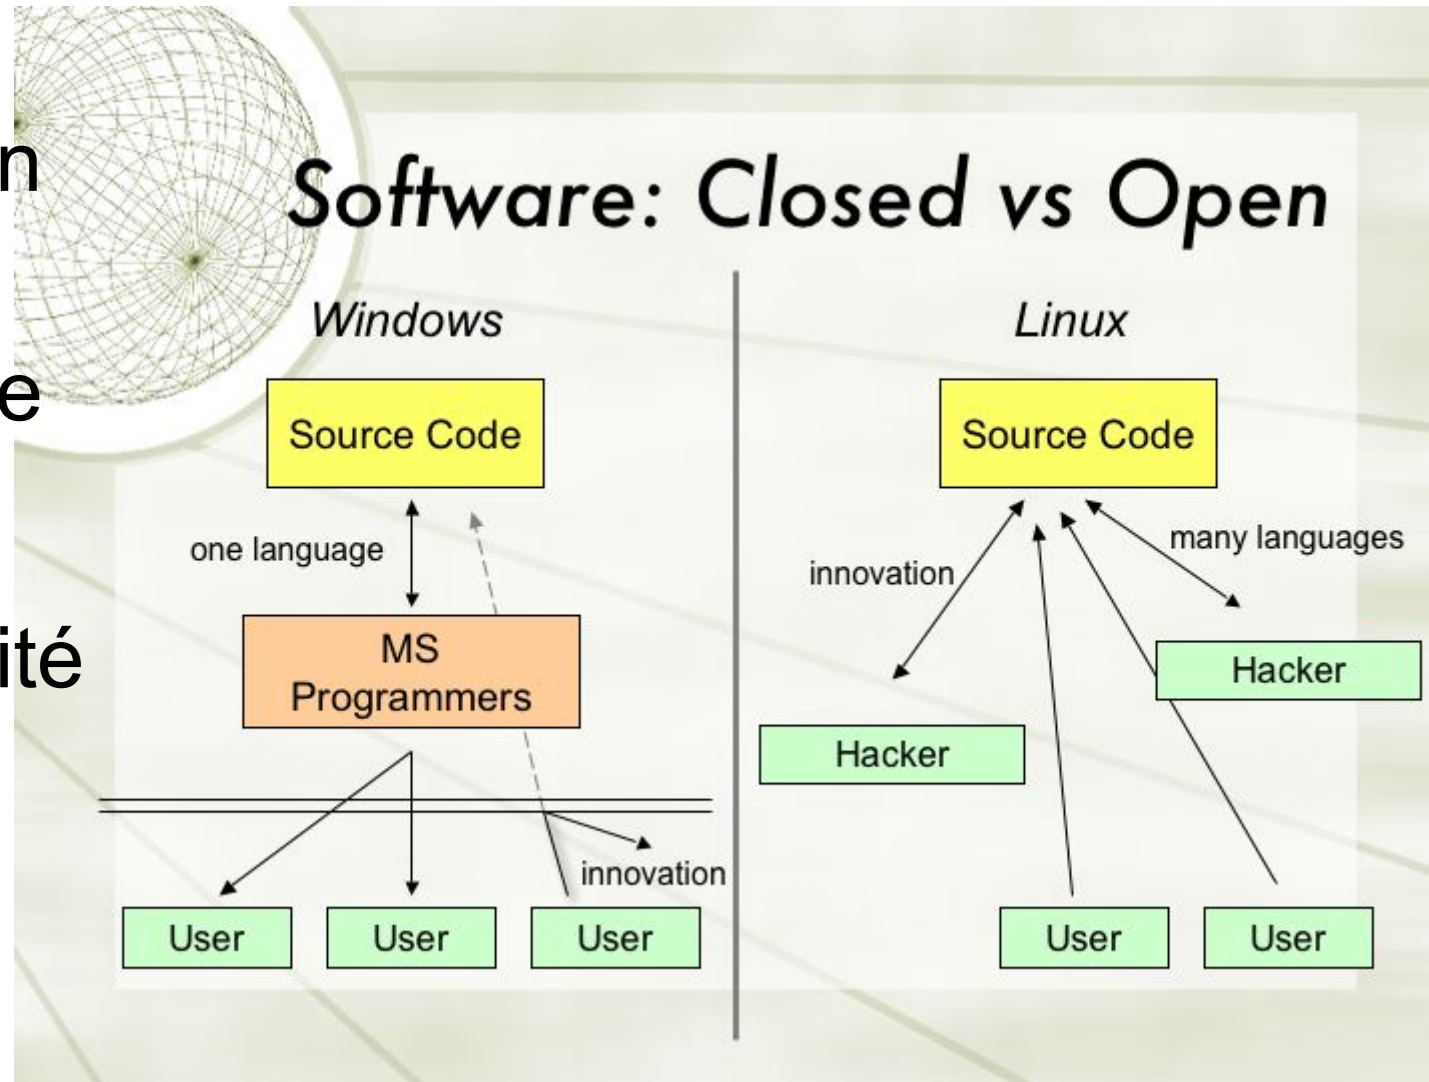 n
e
ité
Software: Closed vs Open
Windows
Source Code
one language
MS
Programmers
innovation
User
User
User
Linux
Source Code
innovation
many languages
Hacker
Hacker
User
User